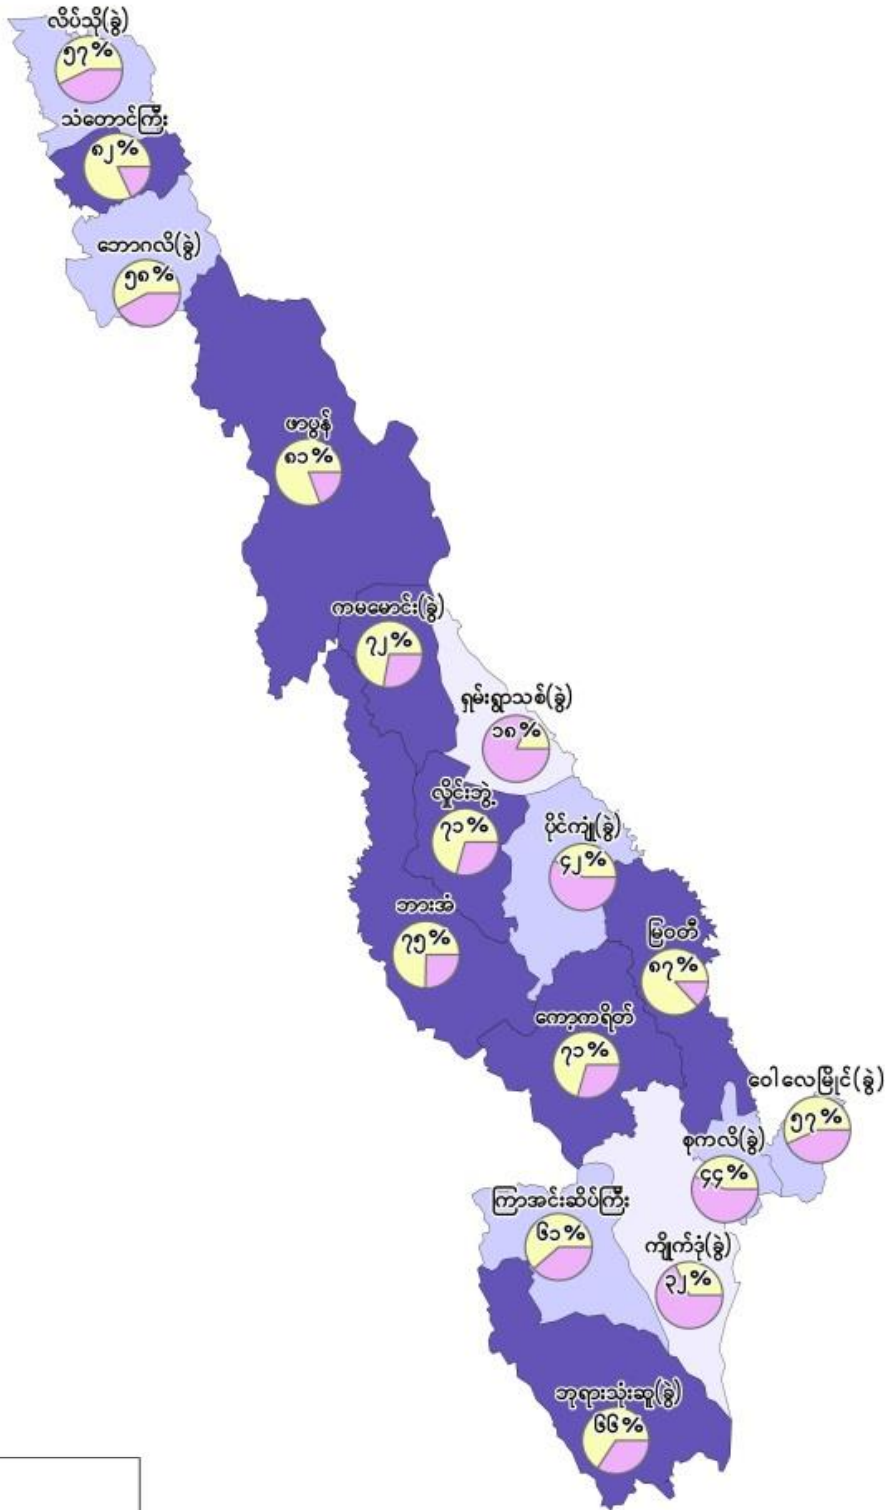 လိပ်သို(ခွဲ)
၅၇%
သံတောင်ကြီး
၈၂%
ဘောဂလိ(ခွဲ)
၅၈%
ဖာပွန်
၈၁%
ကမမောင်း(ခွဲ)
၇၂%
ရှမ်းရွာသစ်(ခွဲ)
၁၈%
လှိုင်းဘွဲ့
၇၁%
ပိုင်ကျုံ(ခွဲ)
၄၂%
ဘားအံ
၇၅%
မြဝတီ
၈၇%
ကော့ကရိတ်
၇၁%
ဝေါလေမြိုင်(ခွဲ)
၅၇%
စုကလိ(ခွဲ)
၄၄%
ကြာအင်းဆိပ်ကြီး
၆၁%
ကျိုက်ဒုံ(ခွဲ)
၃၂%
ဘုရားသုံးဆူ(ခွဲ)
၆၆%